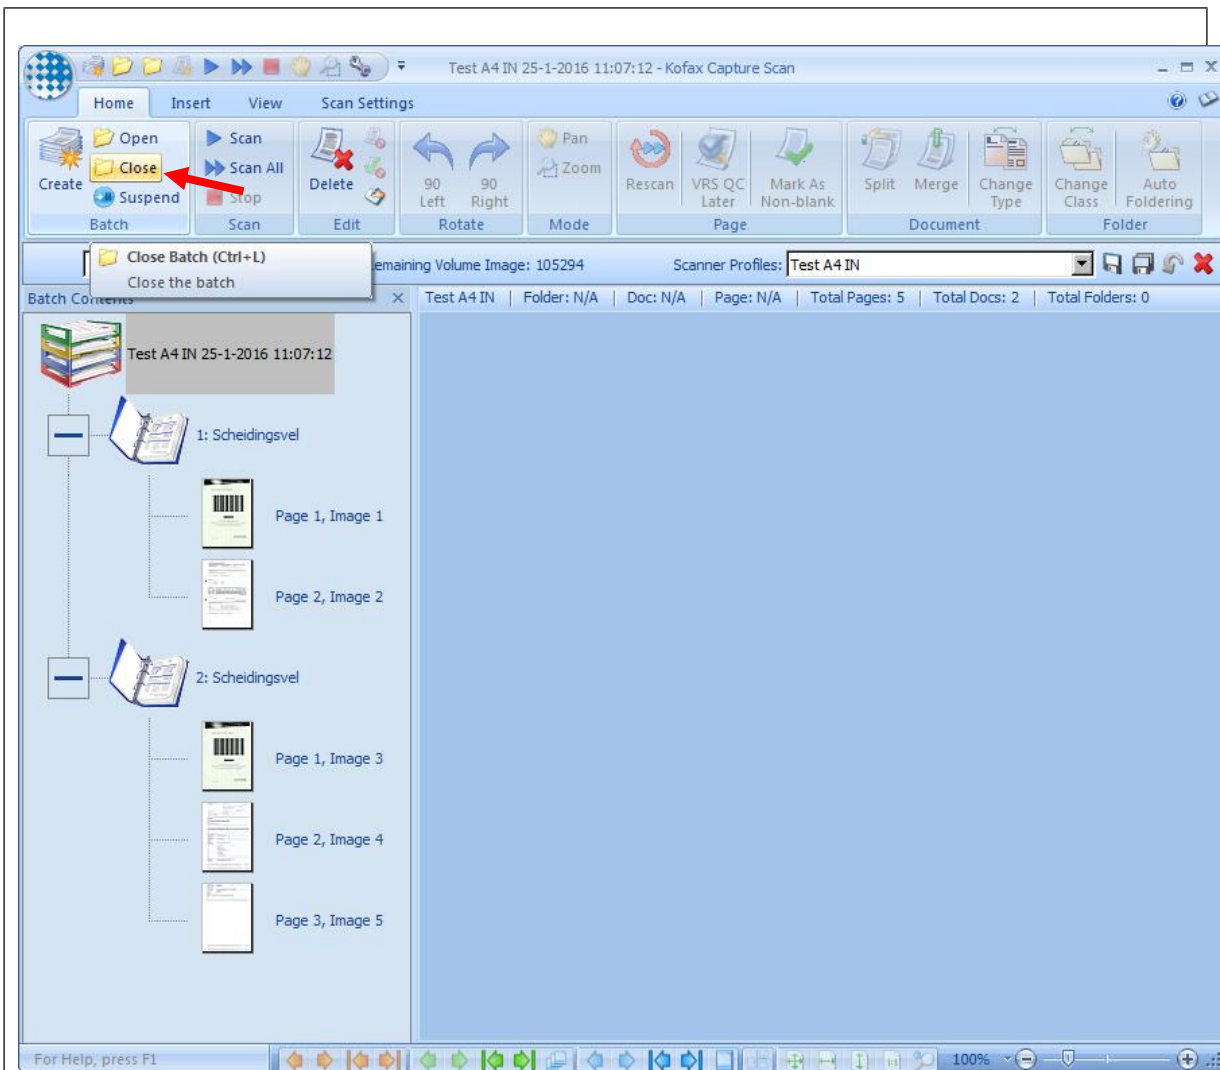 Test A4 IN 25-1-2016 11:07:12 - Kofax Capture Scan
Home Insert View Scan Settings
Create
Open
Close
Suspend
Batch
Scan
Scan All
Stop
Scan
Delete
Edit
90 Left
90 Right
Rotate
Pan
Zoom
Mode
Rescan
VRS QC Later
Mark As Non-blank
Page
Split
Merge
Change Type
Document
Change Class
Auto Foldering
Folder
Close Batch (Ctrl+L)
Close the batch
emaining Volume Image: 105294
Scanner Profiles: Test A4 IN
Batch Contents
Test A4 IN | Folder: N/A | Doc: N/A | Page: N/A | Total Pages: 5 | Total Docs: 2 | Total Folders: 0
Test A4 IN 25-1-2016 11:07:12
1: Scheidingsvel
Page 1, Image 1
Page 2, Image 2
2: Scheidingsvel
Page 1, Image 3
Page 2, Image 4
Page 3, Image 5
For Help, press F1
100%